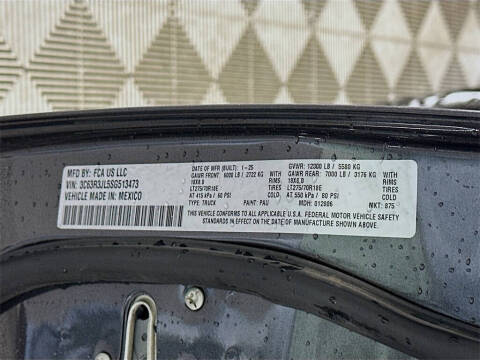 MFD BY: FCA US LLC
VIN: 3C63R3JL5SG513473
VEHICLE MADE IN: MEXICO
DATE OF MFR (BUILT): 1-25
GAWR FRONT: 6000 LB / 2722 KG
18X8.0
LT275/70R18E
AT 415 kPa / 60 PSI
TYPE: TRUCK
PAINT: PAU
GVWR: 12300 LB / 5580 KG
GAWR REAR: 7000 LB / 3176 KG WITH
18X8.0 RIMS
LT275/70R18E TIRES
AT 550 kPa / 80 PSI COLD
MDH: 012806
MKT: 875
TIRES
COLD
THIS VEHICLE CONFORMS TO ALL APPLICABLE U.S.A. FEDERAL MOTOR VEHICLE SAFETY
STANDARDS IN EFFECT ON THE DATE OF MANUFACTURE SHOWN ABOVE.